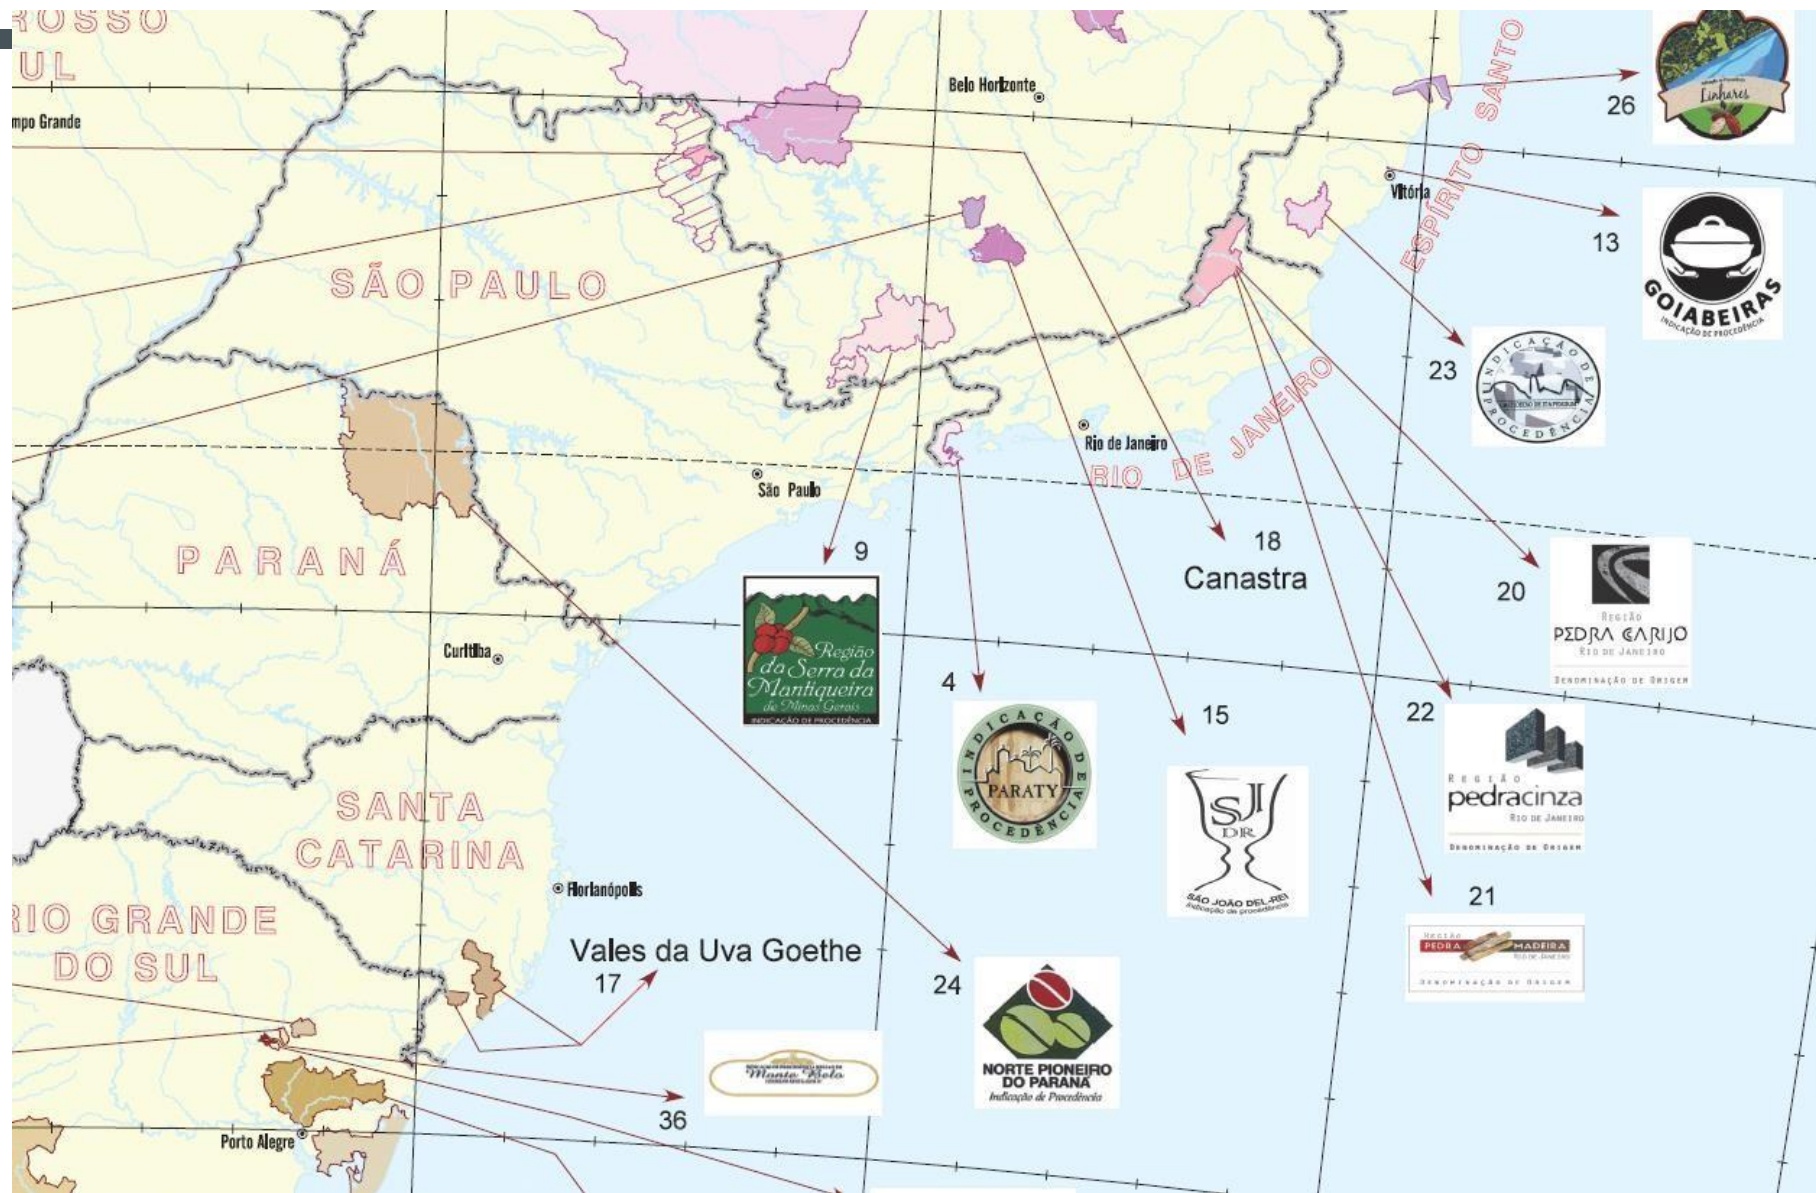 ROSSO
UL
Belo Horizonte
mpo Grande
26
Linhares
ESPÍRITO SANTO
Vitória
13
GOIABEIRAS
INDICAÇÃO DE PROCEDÊNCIA
SÃO PAULO
23
INDICAÇÃO DE
PROCEDÊNCIA
Rio de Janeiro
RIO DE JANEIRO
São Paulo
PARANÁ
9
Região
da Serra da
Mantiqueira
de Minas Gerais
INDICAÇÃO DE PROCEDÊNCIA
18
Canastra
20
REGIÃO
PEDRA CARIJO
RIO DE JANEIRO
DENOMINAÇÃO DE ORIGEM
Curitiba
4
INDICAÇÃO DE
PARATY
PROCEDÊNCIA
15
SJ
DR
SÃO JOÃO DEL-REI
indicação de procedência
22
REGIÃO
pedracinza
RIO DE JANEIRO
DENOMINAÇÃO DE ORIGEM
SANTA
CATARINA
Florianópolis
21
REGIÃO
PEDRA MADEIRA
RIO DE JANEIRO
DENOMINAÇÃO DE ORIGEM
RIO GRANDE
DO SUL
Vales da Uva Goethe
17
24
NORTE PIONEIRO
DO PARANÁ
Indicação de Procedência
Monte Belo
36
Porto Alegre